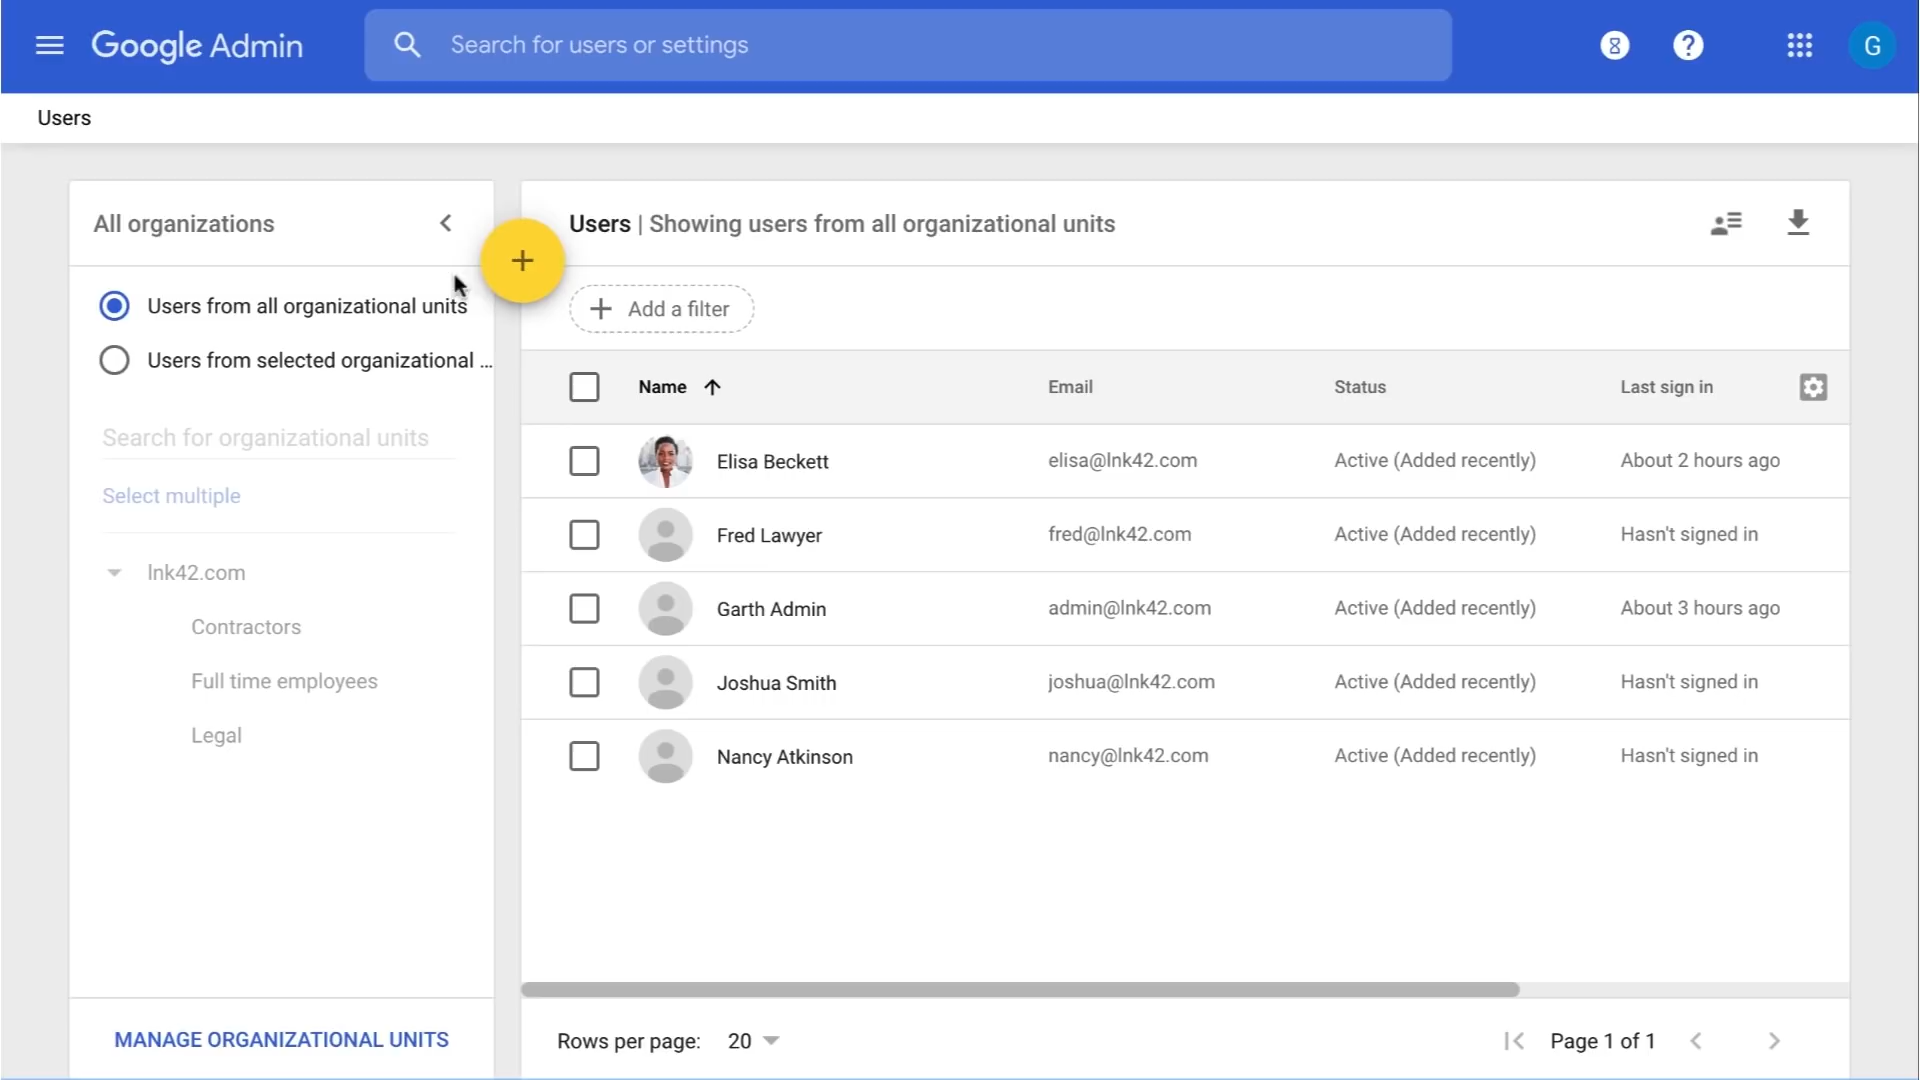 Google Admin
Search for users or settings
G
Users
All organizations
Users from all organizational units
Users from selected organizational ...
Search for organizational units
Select multiple
lnk42.com
Contractors
Full time employees
Legal
MANAGE ORGANIZATIONAL UNITS
Users | Showing users from all organizational units
Add a filter
Name Email Status Last sign in
Elisa Beckett elisa@lnk42.com Active (Added recently) About 2 hours ago
Fred Lawyer fred@lnk42.com Active (Added recently) Hasn't signed in
Garth Admin admin@lnk42.com Active (Added recently) About 3 hours ago
Joshua Smith joshua@lnk42.com Active (Added recently) Hasn't signed in
Nancy Atkinson nancy@lnk42.com Active (Added recently) Hasn't signed in
Rows per page: 20 Page 1 of 1